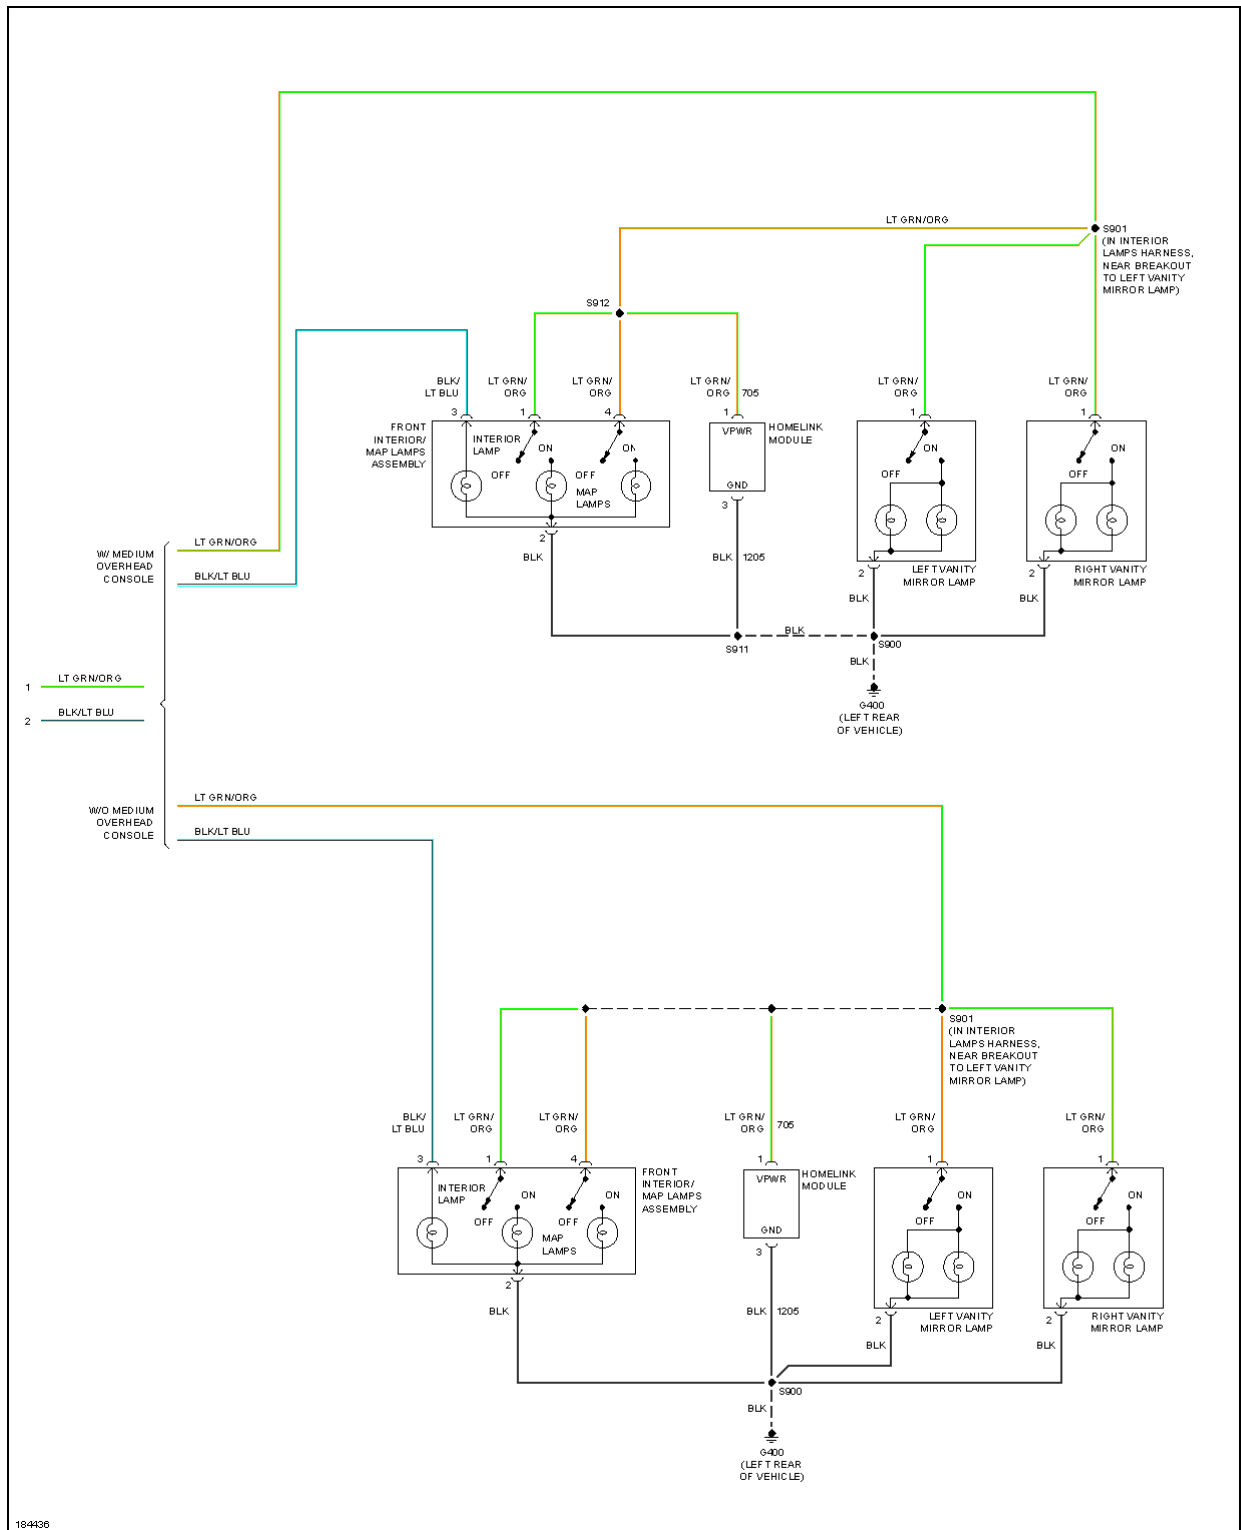 LT GRN/ORG
S901
(IN INTERIOR
LAMPS HARNESS,
NEAR BREAKOUT
TO LEFT VANITY
MIRROR LAMP)
S912
BLK/
LT BLU
LT GRN/
ORG
LT GRN/
ORG
LT GRN/
ORG
705
LT GRN/
ORG
LT GRN/
ORG
3
1
4
1
1
1
FRONT
INTERIOR/
MAP LAMPS
ASSEMBLY
INTERIOR
LAMP
OFF
ON
OFF
ON
MAP
LAMPS
VPWR
GND
HOMELINK
MODULE
OFF
ON
OFF
ON
2
3
BLK
BLK
1205
2
LEFT VANITY
MIRROR LAMP
2
RIGHT VANITY
MIRROR LAMP
BLK
BLK
W/ MEDIUM
OVERHEAD
CONSOLE
LT GRN/ORG
BLK/LT BLU
BLK
S911
S900
BLK
G400
(LEFT REAR
OF VEHICLE)
1
LT GRN/ORG
2
BLK/LT BLU
W/O MEDIUM
OVERHEAD
CONSOLE
LT GRN/ORG
BLK/LT BLU
S901
(IN INTERIOR
LAMPS HARNESS,
NEAR BREAKOUT
TO LEFT VANITY
MIRROR LAMP)
BLK/
LT BLU
LT GRN/
ORG
LT GRN/
ORG
LT GRN/
ORG
705
LT GRN/
ORG
LT GRN/
ORG
3
1
4
1
1
1
INTERIOR
LAMP
OFF
ON
OFF
ON
MAP
LAMPS
FRONT
INTERIOR/
MAP LAMPS
ASSEMBLY
VPWR
GND
HOMELINK
MODULE
OFF
ON
OFF
ON
2
3
BLK
BLK
1205
2
LEFT VANITY
MIRROR LAMP
2
RIGHT VANITY
MIRROR LAMP
BLK
BLK
S900
BLK
G400
(LEFT REAR
OF VEHICLE)
184436